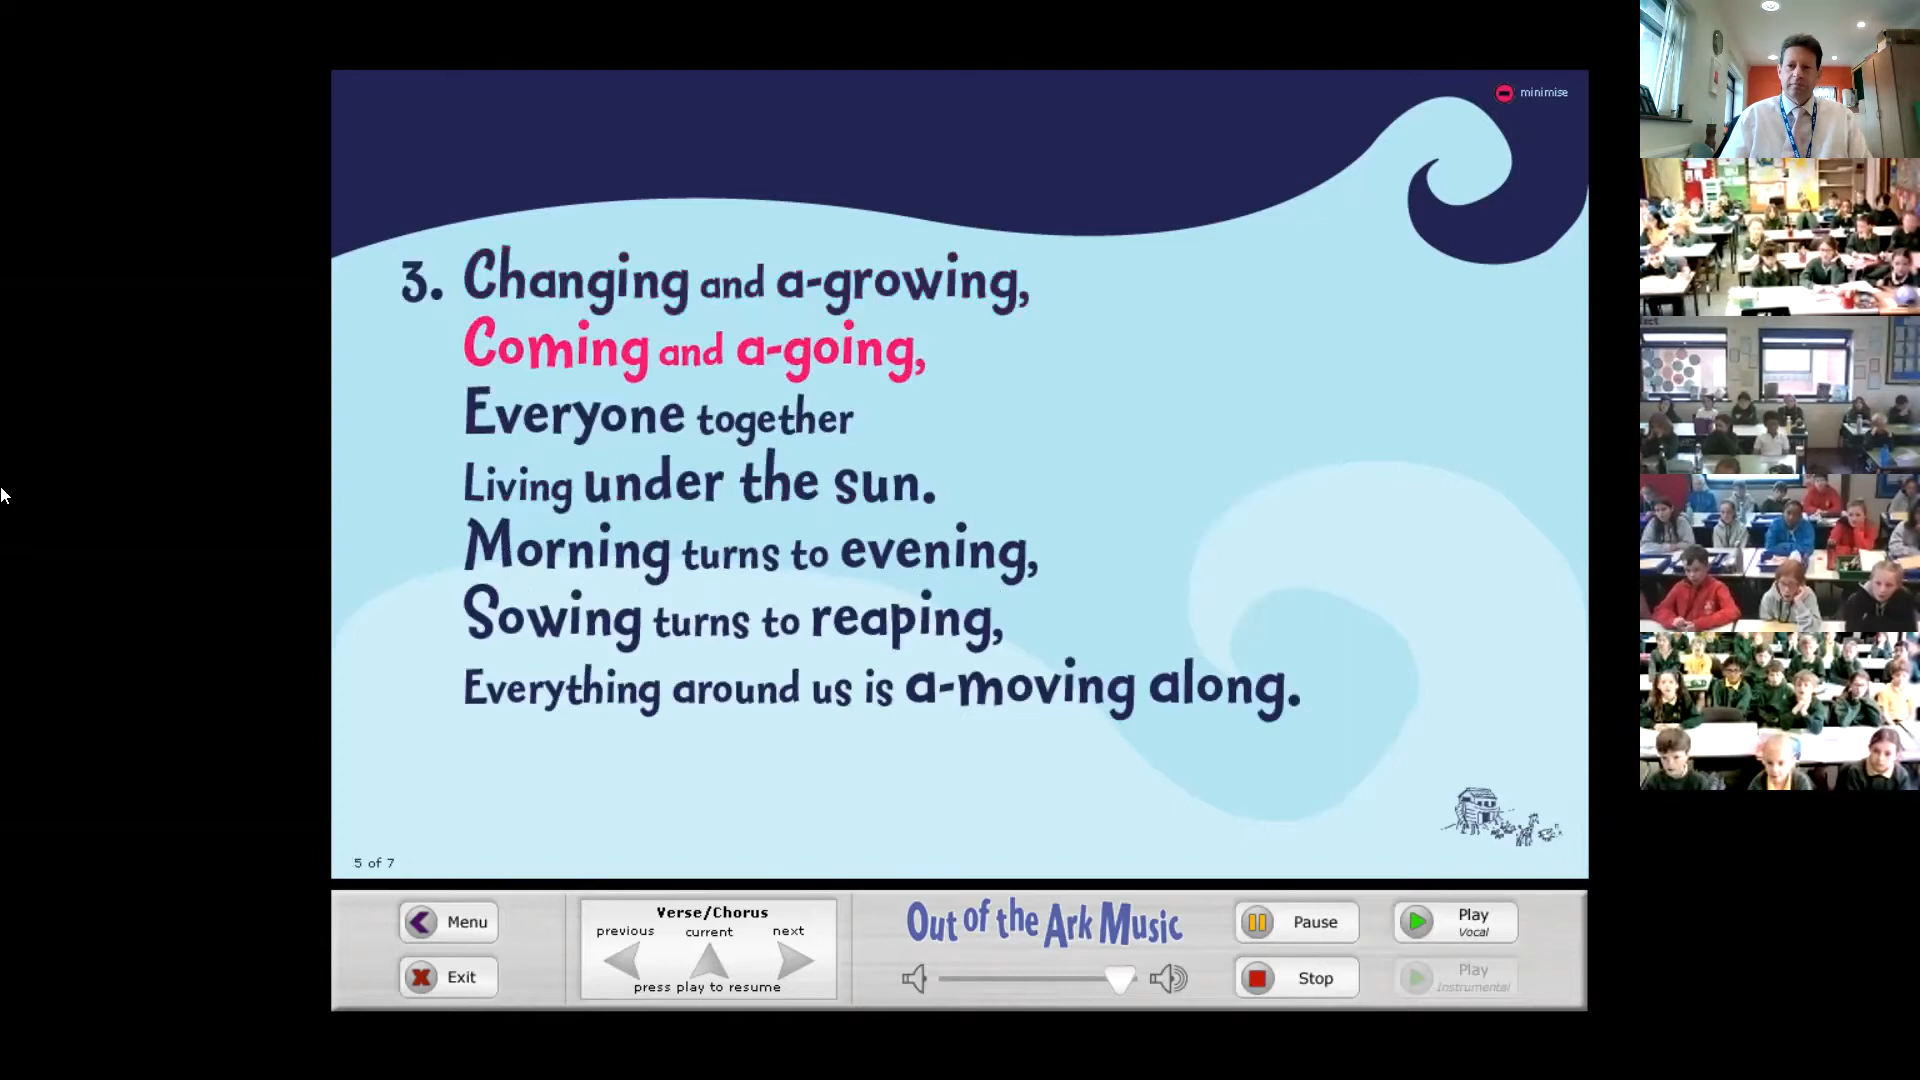 minimise
3. Changing and a-growing,
Coming and a-going,
Everyone together
Living under the sun.
Morning turns to evening,
Sowing turns to reaping,
Everything around us is a-moving along.
5 of 7
Menu
Exit
Verse/Chorus
previous current next
press play to resume
Out of the Ark Music
Pause
Stop
Play
Vocal
Play
Instrumental